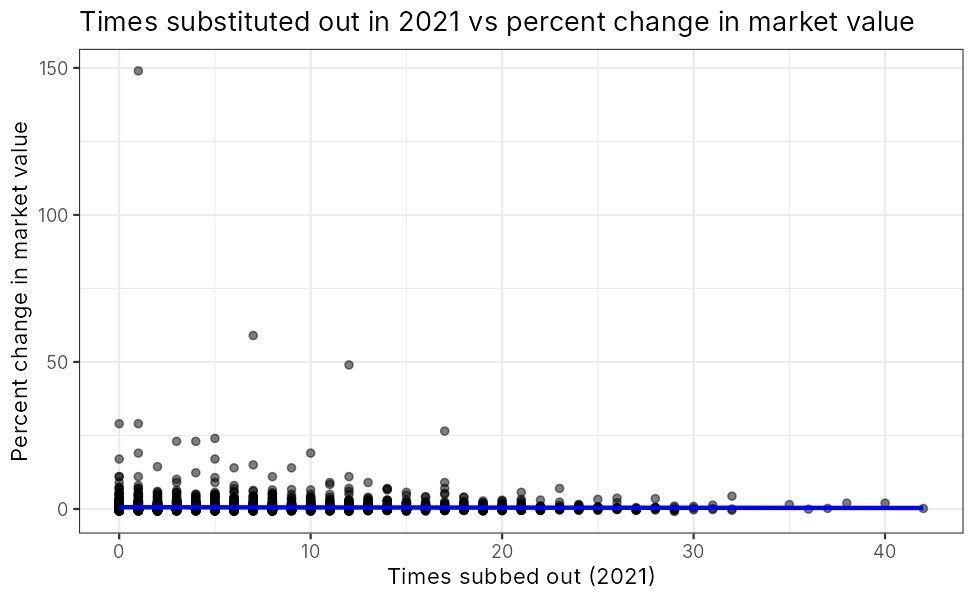 Times substituted out in 2021 vs percent change in market value
150
100
50
0
Percent change in market value
0 10 20 30 40
Times subbed out (2021)